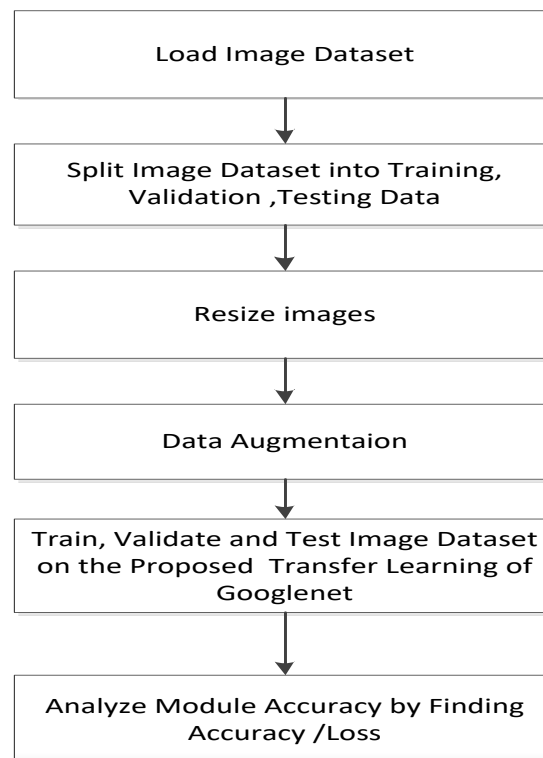 Load Image Dataset
Split Image Dataset into Training,
Validation ,Testing Data
Resize images
Data Augmentaion
Train, Validate and Test Image Dataset
on the Proposed Transfer Learning of
Googlenet
Analyze Module Accuracy by Finding
Accuracy /Loss